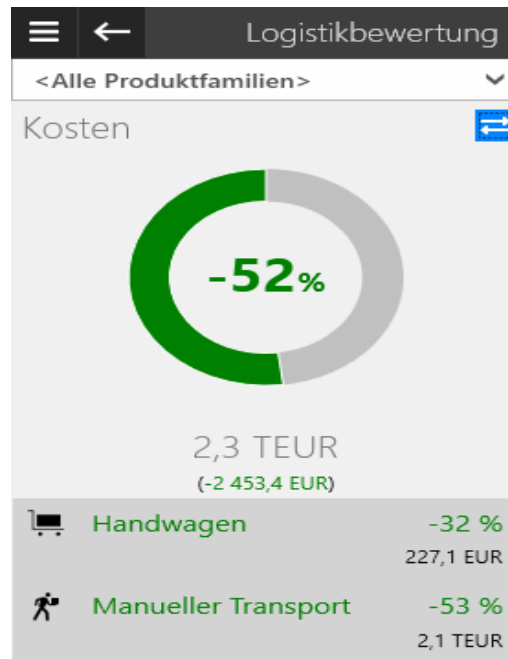 Logistikbewertung
<Alle Produktfamilien>
Kosten
-52%
2,3 TEUR
(-2 453,4 EUR)
Handwagen -32 %
227,1 EUR
Manueller Transport -53 %
2,1 TEUR